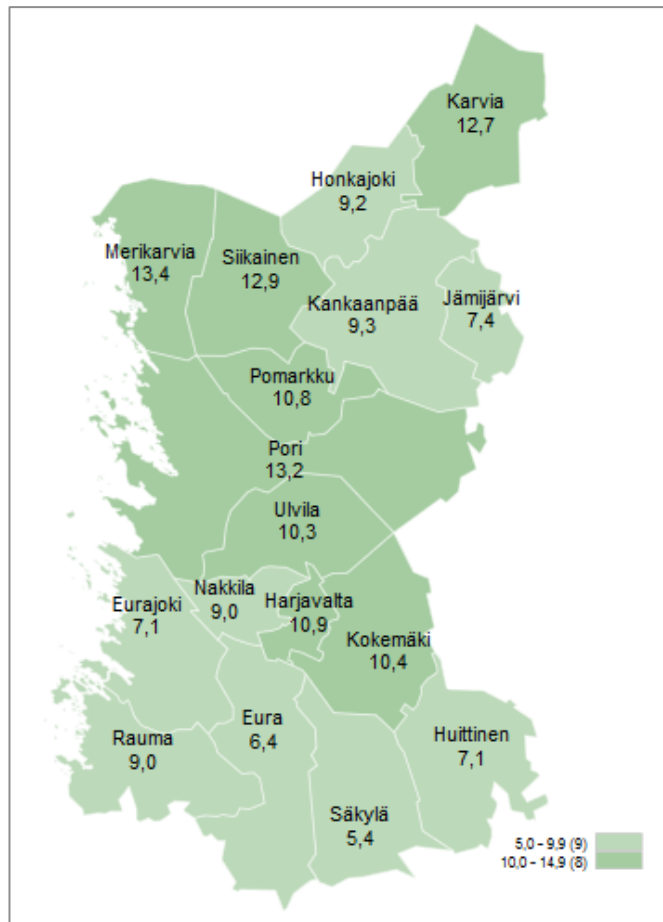 Karvia
12,7
Honkajoki
9,2
Merikarvia
13,4
Siikainen
12,9
Kankaanpää
9,3
Jämijärvi
7,4
Pomarkku
10,8
Pori
13,2
Ulvila
10,3
Nakkila
9,0
Harjavalta
10,9
Eurajoki
7,1
Kokemäki
10,4
Eura
6,4
Rauma
9,0
Huittinen
7,1
Säkylä
5,4
5,0 - 9,9 (9)
10,0 - 14,9 (8)